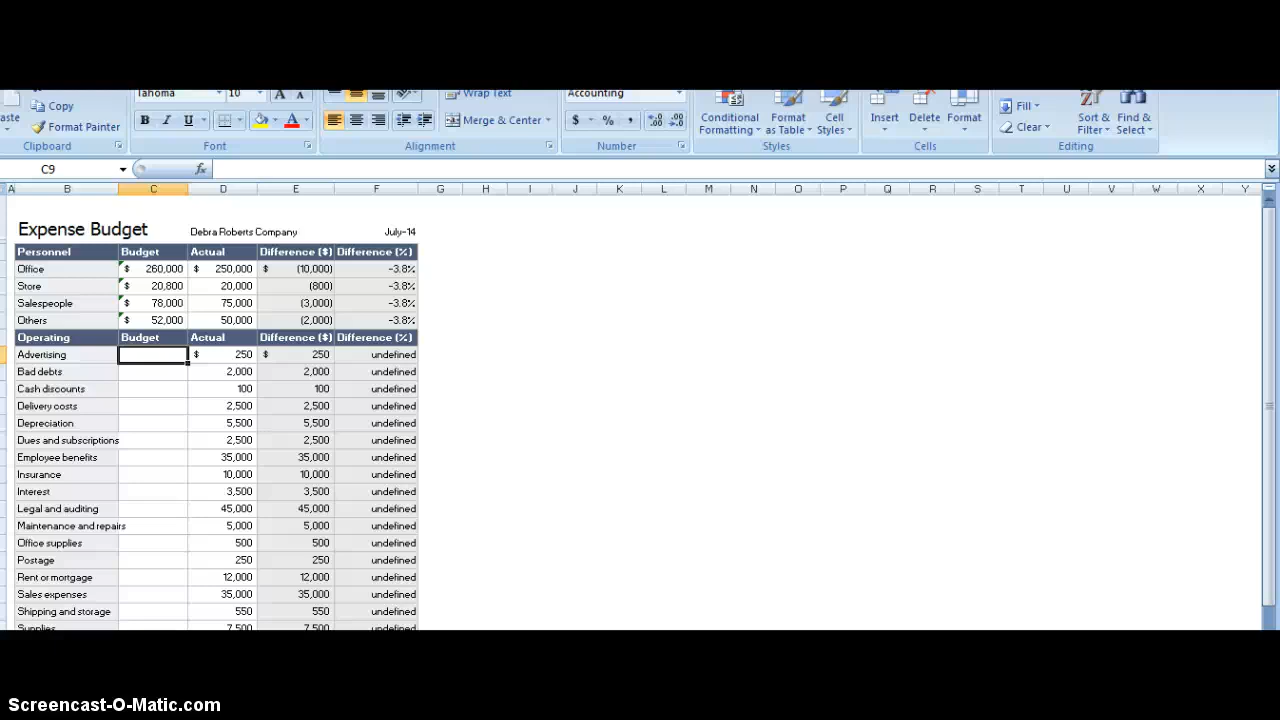 Tahoma 10 A A Wrap Text Accounting
Copy
Format Painter
B I U Merge & Center $ % ,
Conditional Formatting Format as Table Cell Styles Insert Delete Format Fill Clear Sort & Filter Find & Select
Clipboard Font Alignment Number Styles Cells Editing
C9 fx
A B C D E F G H I J K L M N O P Q R S T U V W X Y
Expense Budget Debra Roberts Company July-14
Personnel Budget Actual Difference ($) Difference (%)
Office $ 260,000 $ 250,000 $ (10,000) -3.8%
Store $ 20,800 20,000 (800) -3.8%
Salespeople $ 78,000 75,000 (3,000) -3.8%
Others $ 52,000 50,000 (2,000) -3.8%
Operating Budget Actual Difference ($) Difference (%)
Advertising $ 250 $ 250 undefined
Bad debts 2,000 2,000 undefined
Cash discounts 100 100 undefined
Delivery costs 2,500 2,500 undefined
Depreciation 5,500 5,500 undefined
Dues and subscriptions 2,500 2,500 undefined
Employee benefits 35,000 35,000 undefined
Insurance 10,000 10,000 undefined
Interest 3,500 3,500 undefined
Legal and auditing 45,000 45,000 undefined
Maintenance and repairs 5,000 5,000 undefined
Office supplies 500 500 undefined
Postage 250 250 undefined
Rent or mortgage 12,000 12,000 undefined
Sales expenses 35,000 35,000 undefined
Shipping and storage 550 550 undefined
Supplies 7,500 7,500 undefined
Screencast-O-Matic.com